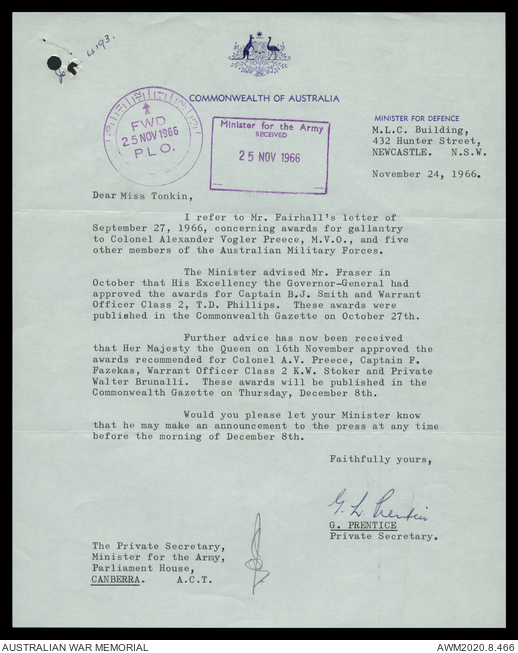 4193.
COMMONWEALTH OF AUSTRALIA
FWD
25 NOV 1966
P.L.O.
Minister for the Army
RECEIVED
25 NOV 1966
MINISTER FOR DEFENCE
M.L.C. Building,
432 Hunter Street,
NEWCASTLE. N.S.W.
November 24, 1966.
Dear Miss Tonkin,
I refer to Mr. Fairhall's letter of
September 27, 1966, concerning awards for gallantry
to Colonel Alexander Vogler Preece, M.V.O., and five
other members of the Australian Military Forces.
The Minister advised Mr. Fraser in
October that His Excellency the Governor-General had
approved the awards for Captain B.J. Smith and Warrant
Officer Class 2, T.D. Phillips. These awards were
published in the Commonwealth Gazette on October 27th.
Further advice has now been received
that Her Majesty the Queen on 16th November approved the
awards recommended for Colonel A.V. Preece, Captain F.
Fazekas, Warrant Officer Class 2 K.W. Stoker and Private
Walter Brunalli. These awards will be published in the
Commonwealth Gazette on Thursday, December 8th.
Would you please let your Minister know
that he may make an announcement to the press at any time
before the morning of December 8th.
Faithfully yours,
G. L. Prentice
G. PRENTICE
Private Secretary.
The Private Secretary,
Minister for the Army,
Parliament House,
CANBERRA. A.C.T.
AUSTRALIAN WAR MEMORIAL
AWM2020.8.466